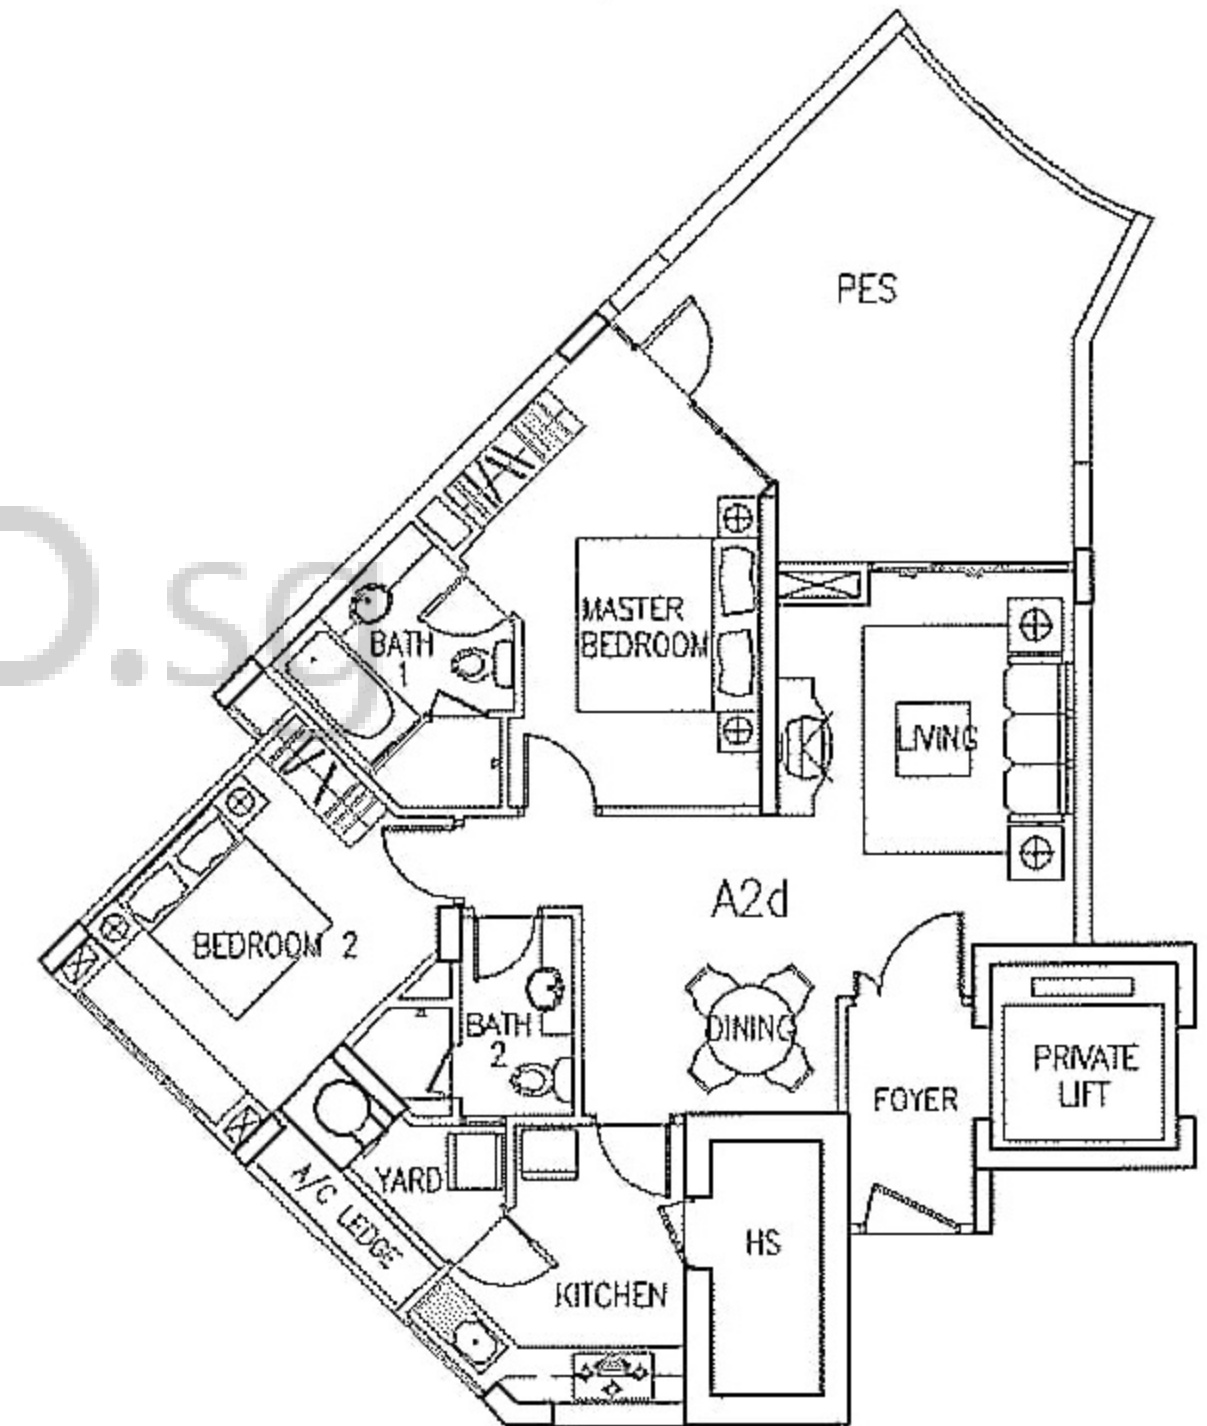 PES
D.sg
MASTER
BEDROOM
BATH
1
LIVING
A2d
BEDROOM 2
BATH
2
DINING
PRIVATE
LIFT
FOYER
YARD
A/C LEDGE
HS
KITCHEN